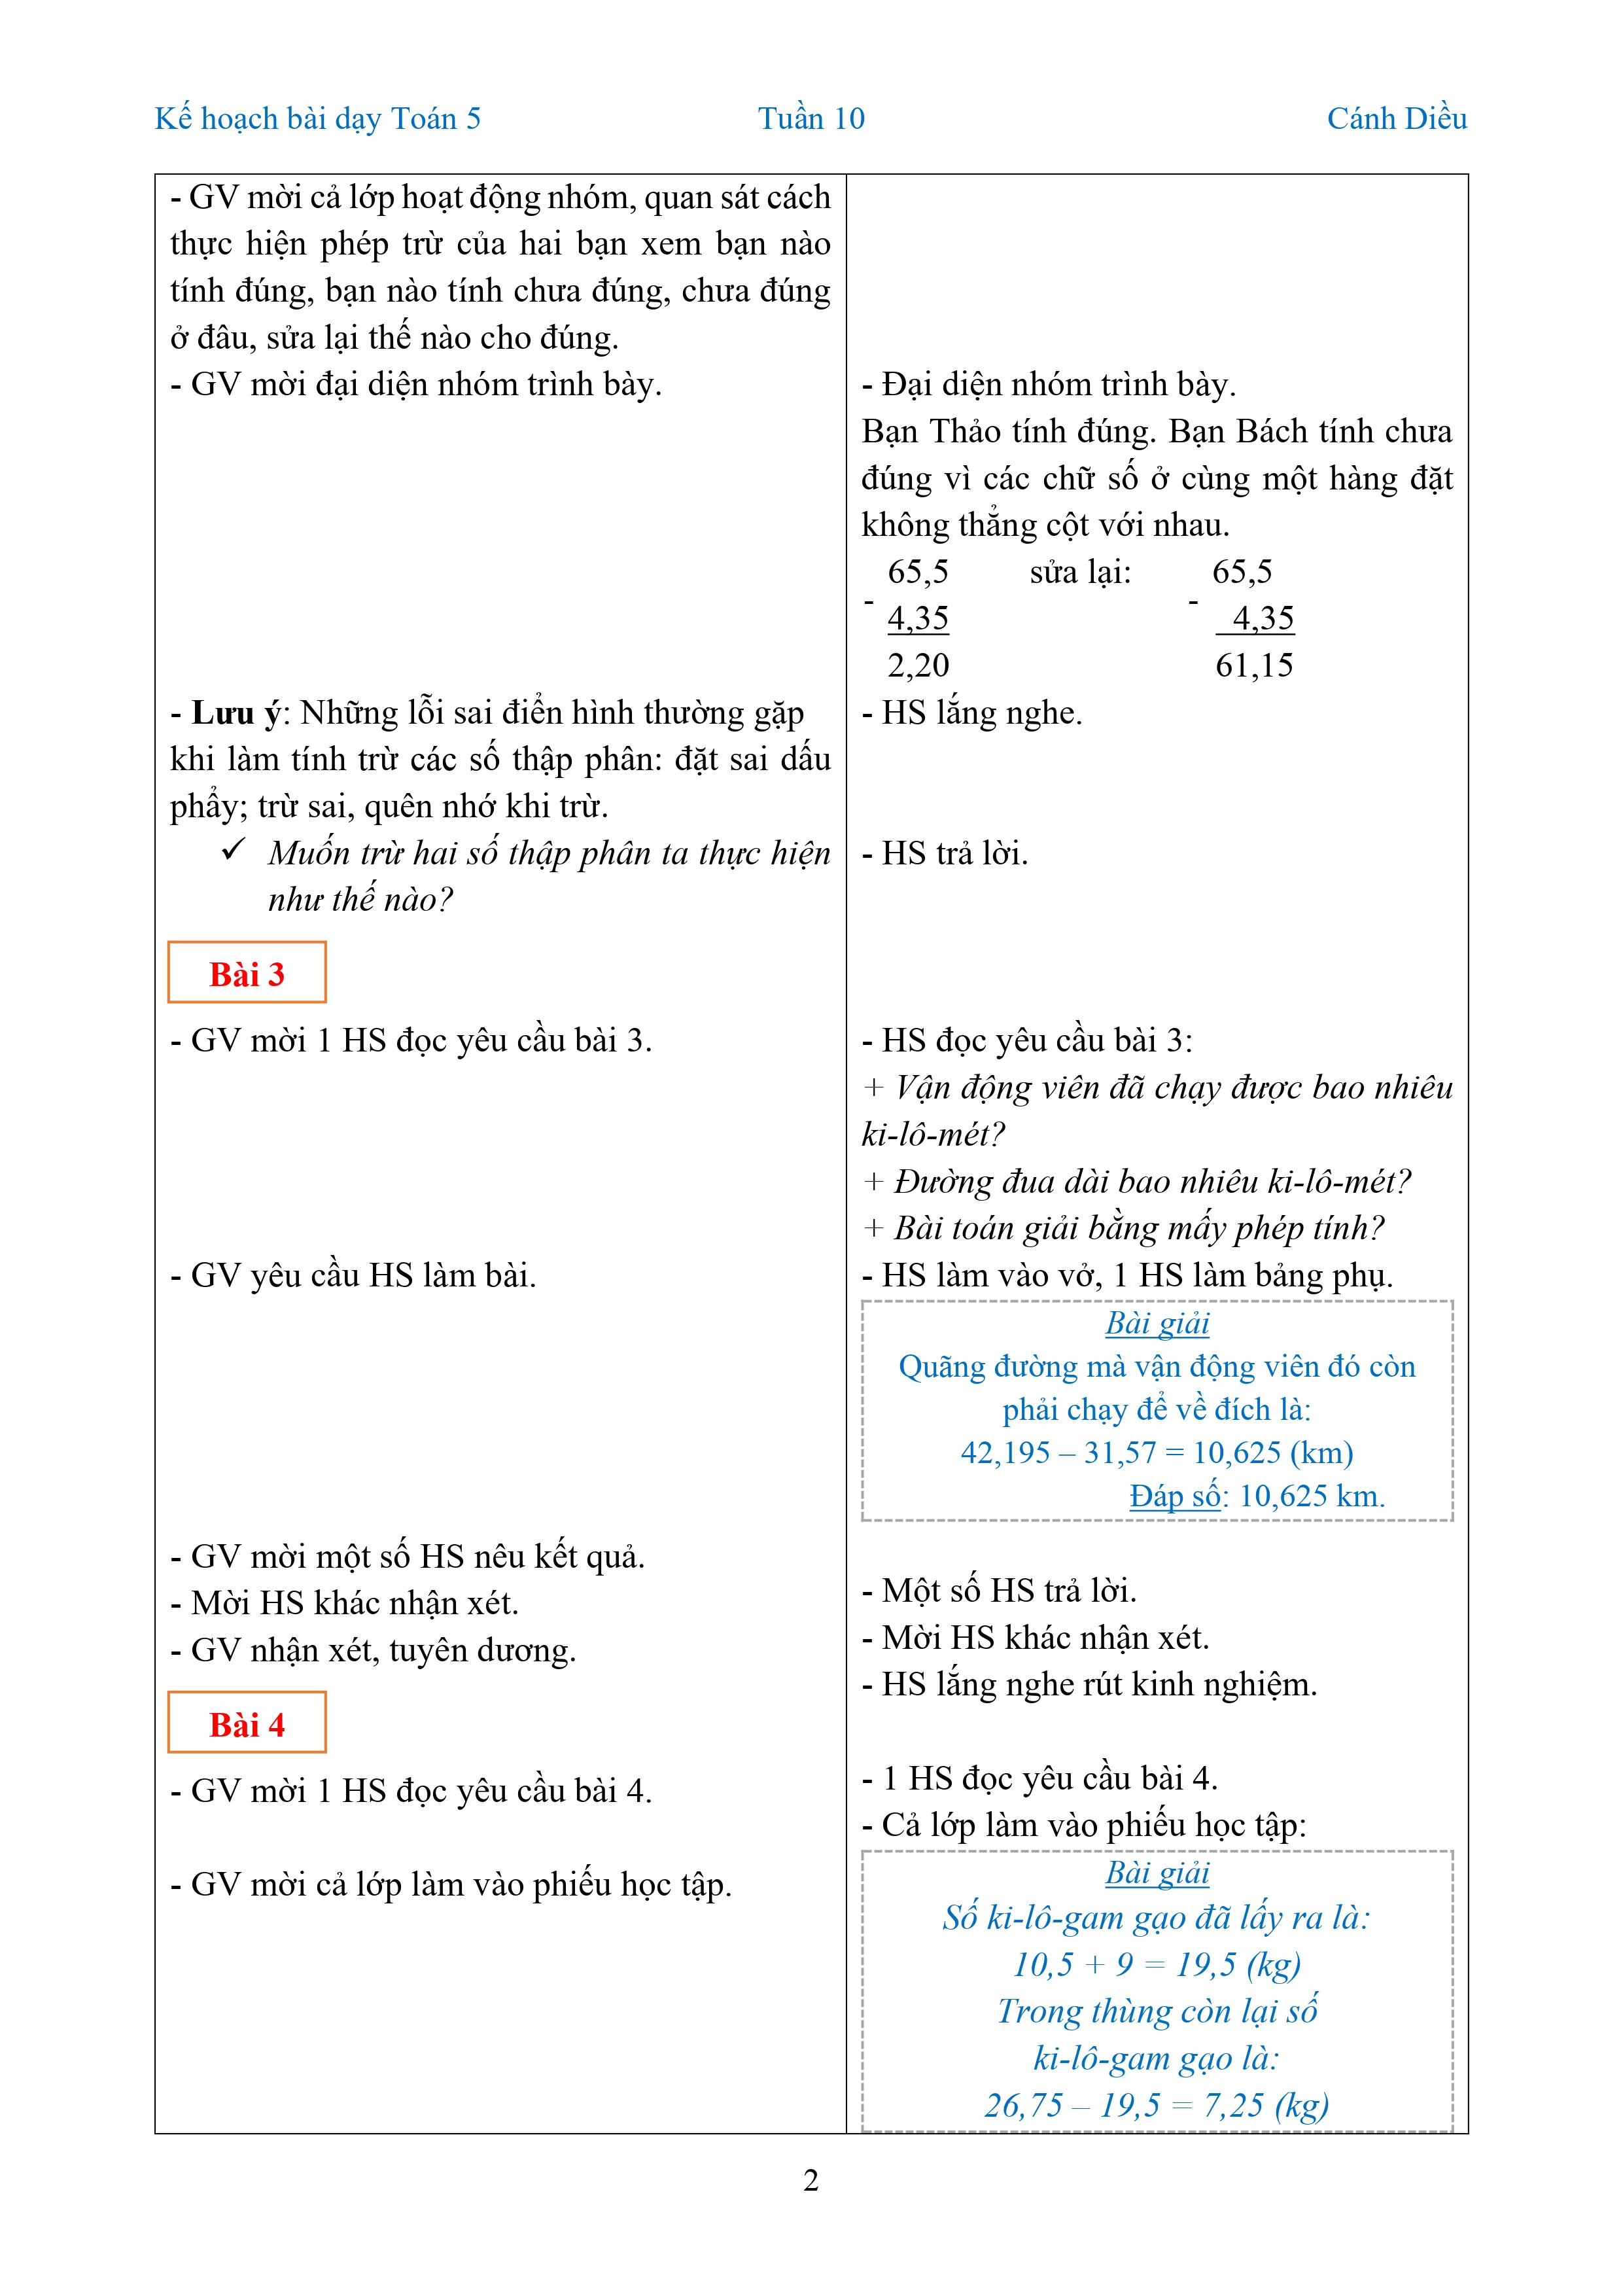 Kế hoạch bài dạy Toán 5 Tuần 10 Cánh Diều
- GV mời cả lớp hoạt động nhóm, quan sát cách
thực hiện phép trừ của hai bạn xem bạn nào
tính đúng, bạn nào tính chưa đúng, chưa đúng
ở đâu, sửa lại thế nào cho đúng.
- GV mời đại diện nhóm trình bày.
- Lưu ý: Những lỗi sai điển hình thường gặp
khi làm tính trừ các số thập phân: đặt sai dấu
phẩy; trừ sai, quên nhớ khi trừ.
✓ Muốn trừ hai số thập phân ta thực hiện
như thế nào?
Bài 3
- GV mời 1 HS đọc yêu cầu bài 3.
- GV yêu cầu HS làm bài.
- GV mời một số HS nêu kết quả.
- Mời HS khác nhận xét.
- GV nhận xét, tuyên dương.
Bài 4
- GV mời 1 HS đọc yêu cầu bài 4.
- GV mời cả lớp làm vào phiếu học tập.
- Đại diện nhóm trình bày.
Bạn Thảo tính đúng. Bạn Bách tính chưa
đúng vì các chữ số ở cùng một hàng đặt
không thẳng cột với nhau.
65,5 sửa lại: 65,5
- -
4,35 4,35
2,20 61,15
- HS lắng nghe.
- HS trả lời.
- HS đọc yêu cầu bài 3:
+ Vận động viên đã chạy được bao nhiêu
ki-lô-mét?
+ Đường đua dài bao nhiêu ki-lô-mét?
+ Bài toán giải bằng mấy phép tính?
- HS làm vào vở, 1 HS làm bảng phụ.
Bài giải
Quãng đường mà vận động viên đó còn
phải chạy để về đích là:
42,195 – 31,57 = 10,625 (km)
Đáp số: 10,625 km.
- Một số HS trả lời.
- Mời HS khác nhận xét.
- HS lắng nghe rút kinh nghiệm.
- 1 HS đọc yêu cầu bài 4.
- Cả lớp làm vào phiếu học tập:
Bài giải
Số ki-lô-gam gạo đã lấy ra là:
10,5 + 9 = 19,5 (kg)
Trong thùng còn lại số
ki-lô-gam gạo là:
26,75 – 19,5 = 7,25 (kg)
2